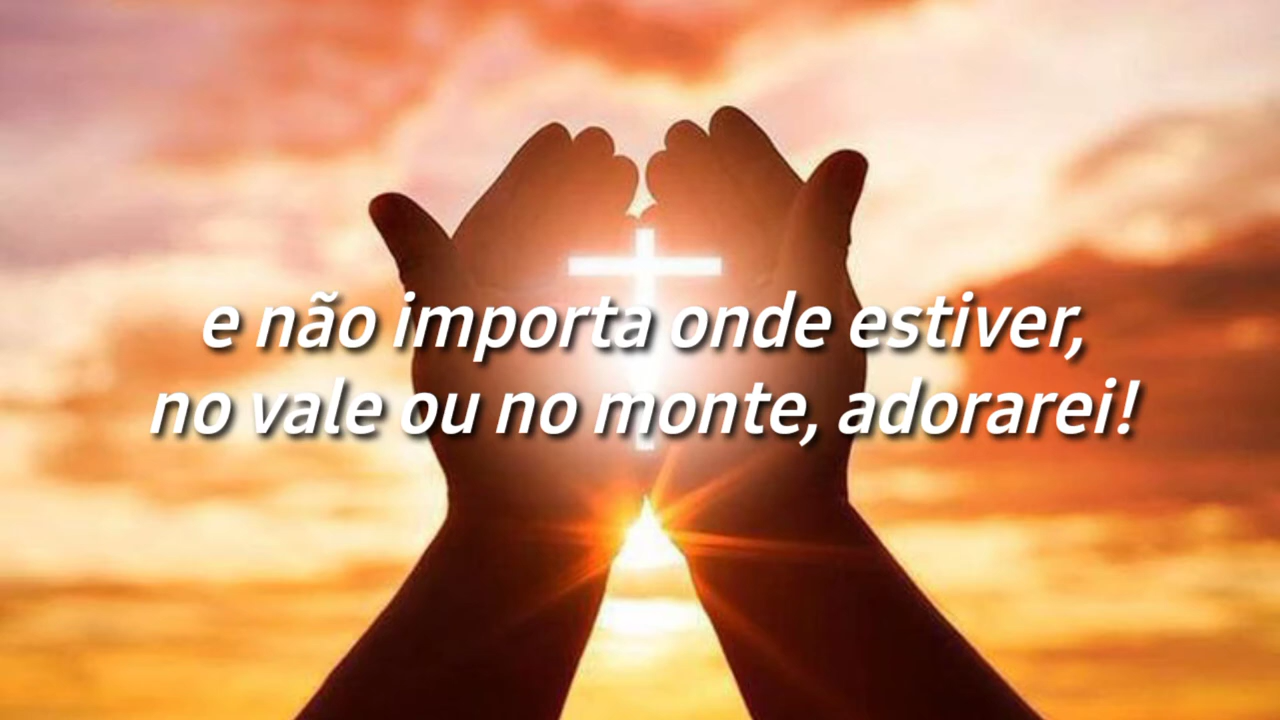 e não importa onde estiver,
no vale ou no monte, adorarei!